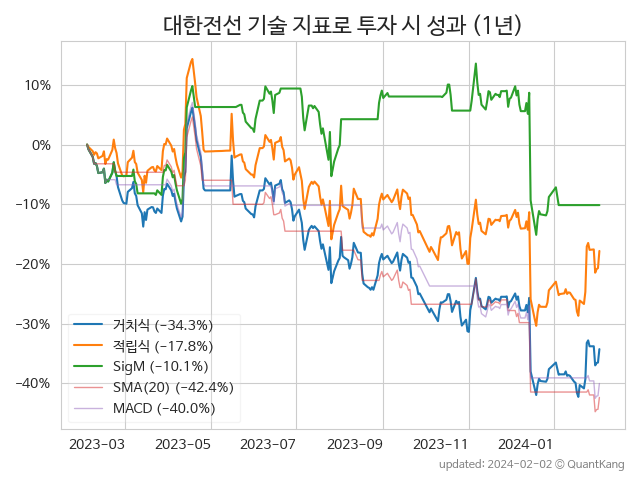 대한전선 기술 지표로 투자 시 성과 (1년)
10%
0%
−10%
−20%
−30%
−40%
거치식 (−34.3%)
적립식 (−17.8%)
SigM (−10.1%)
SMA(20) (−42.4%)
MACD (−40.0%)
2023−03 2023−05 2023−07 2023−09 2023−11 2024−01
updated: 2024−02−02 © QuantKang